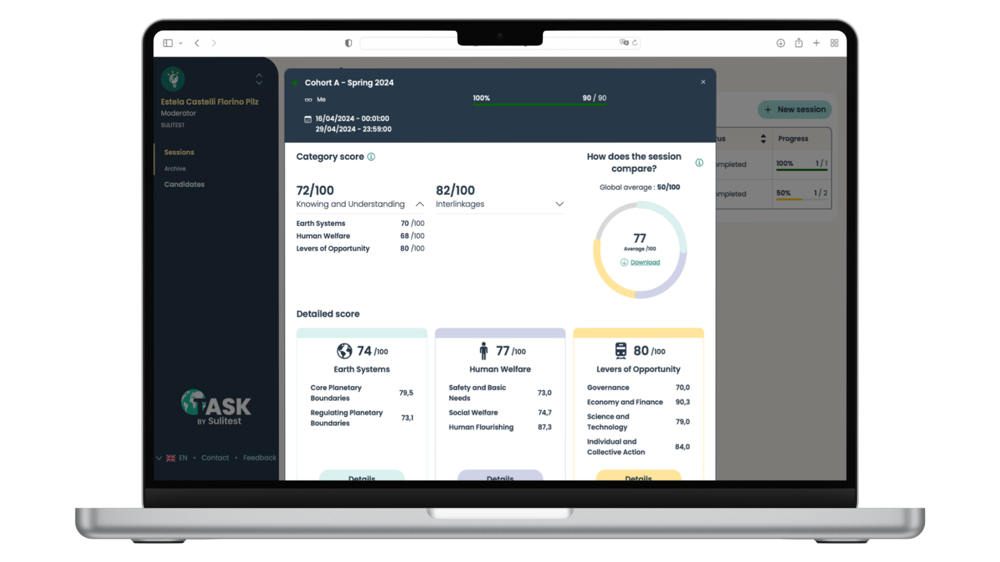 Estela Castelli Florino Pilz
Moderator
SULITEST
Sessions
Archive
Candidates
TASK
BY Sulitest
EN • Contact • Feedback
Cohort A - Spring 2024
Me
100% 90 / 90
16/04/2024 - 00:01:00
29/04/2024 - 23:59:00
Category score
72/100
Knowing and Understanding
Earth Systems 70 /100
Human Welfare 68 /100
Levers of Opportunity 80 /100
82/100
Interlinkages
How does the session
compare?
Global average : 50/100
77
Average /100
Download
Detailed score
74 /100
Earth Systems
Core Planetary
Boundaries 79,5
Regulating Planetary
Boundaries 73,1
Details
77 /100
Human Welfare
Safety and Basic
Needs 73,0
Social Welfare 74,7
Human Flourishing 87,3
Details
80 /100
Levers of Opportunity
Governance 70,0
Economy and Finance 90,3
Science and
Technology 79,0
Individual and
Collective Action 84,0
Details
+ New session
tus Progress
ompleted 100% 1 / 1
ompleted 50% 1 / 2